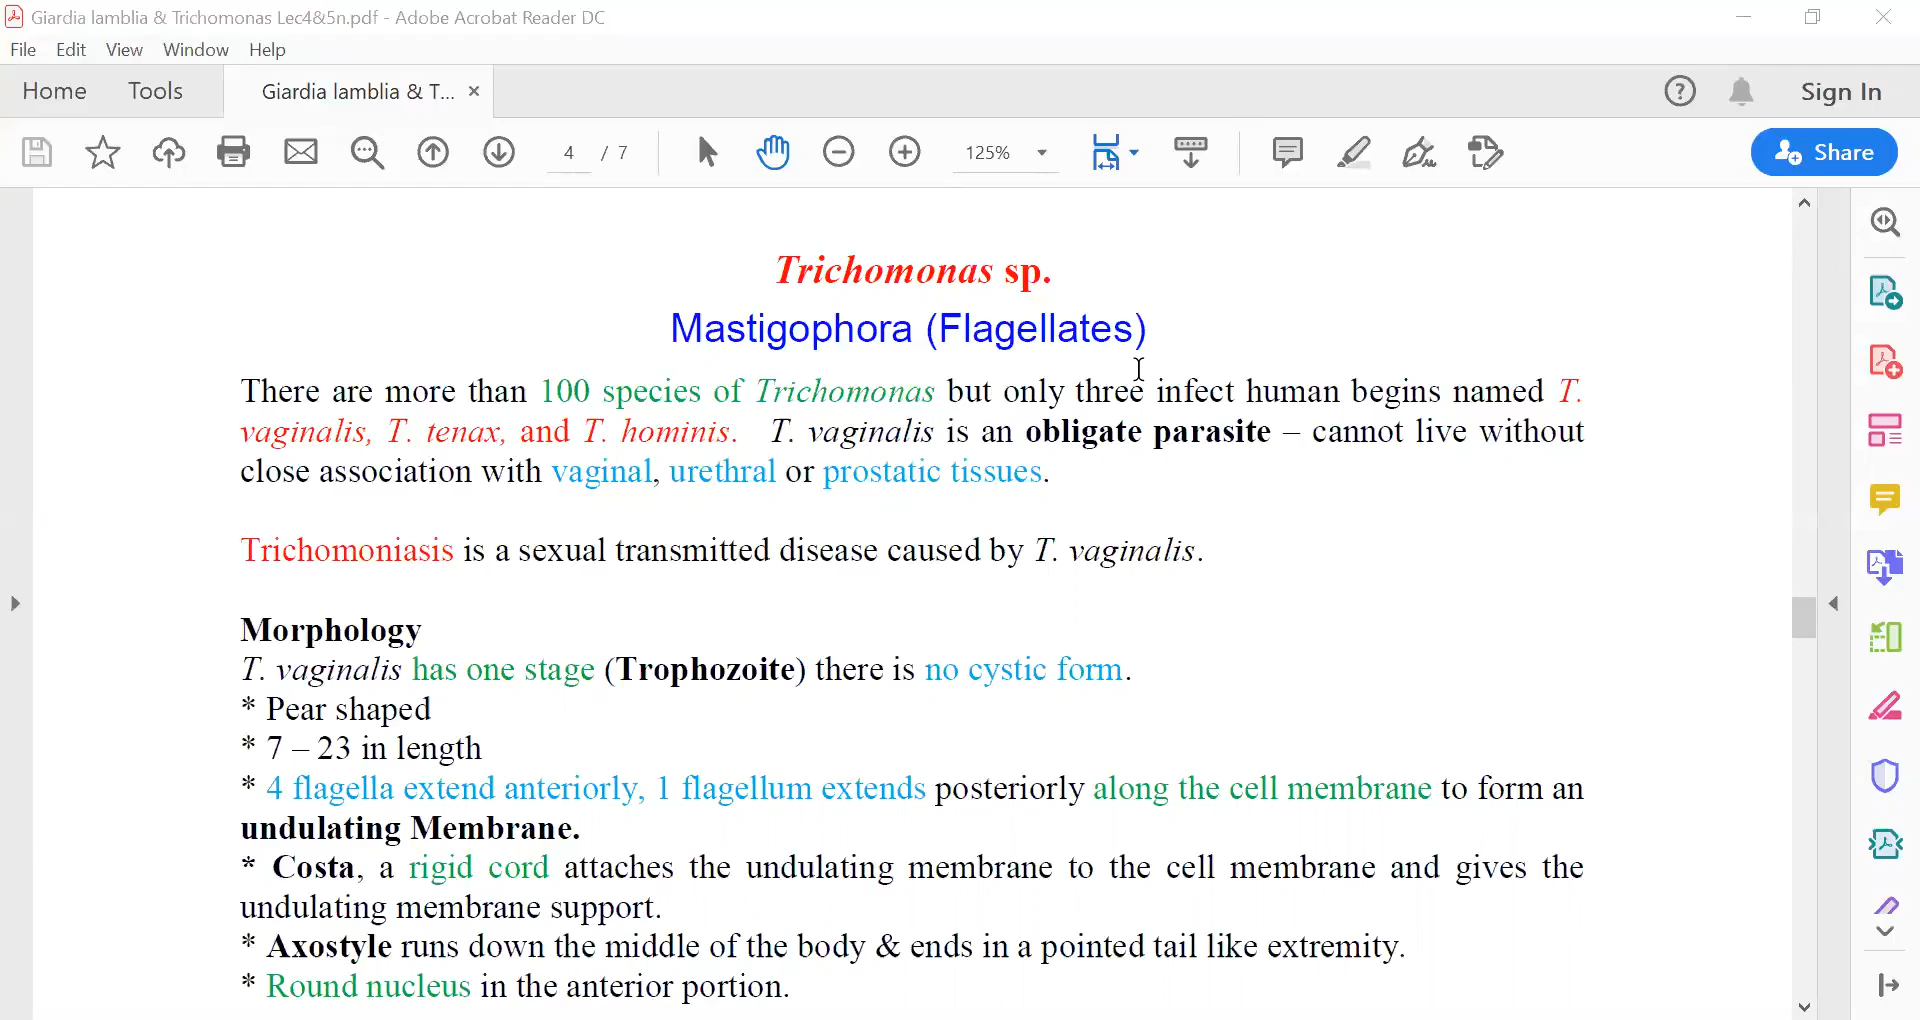 Giardia lamblia & Trichomonas Lec4&5n.pdf - Adobe Acrobat Reader DC
File Edit View Window Help
Home Tools Giardia lamblia & T... × ? Sign In
4 / 7 125% Share
Trichomonas sp.
Mastigophora (Flagellates)
There are more than 100 species of Trichomonas but only three infect human begins named T.
vaginalis, T. tenax, and T. hominis. T. vaginalis is an obligate parasite – cannot live without
close association with vaginal, urethral or prostatic tissues.
Trichomoniasis is a sexual transmitted disease caused by T. vaginalis.
Morphology
T. vaginalis has one stage (Trophozoite) there is no cystic form.
* Pear shaped
* 7 – 23 in length
* 4 flagella extend anteriorly, 1 flagellum extends posteriorly along the cell membrane to form an
undulating Membrane.
* Costa, a rigid cord attaches the undulating membrane to the cell membrane and gives the
undulating membrane support.
* Axostyle runs down the middle of the body & ends in a pointed tail like extremity.
* Round nucleus in the anterior portion.